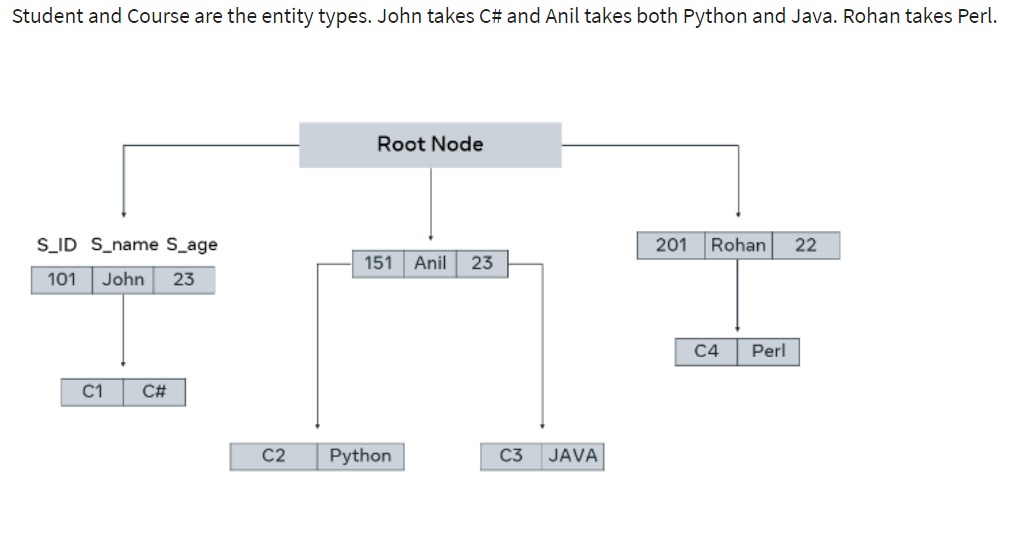 Student and Course are the entity types. John takes C# and Anil takes both Python and Java. Rohan takes Perl.
Root Node
S_ID S_name S_age
101 John 23
151 Anil 23
201 Rohan 22
C1 C#
C2 Python
C3 JAVA
C4 Perl